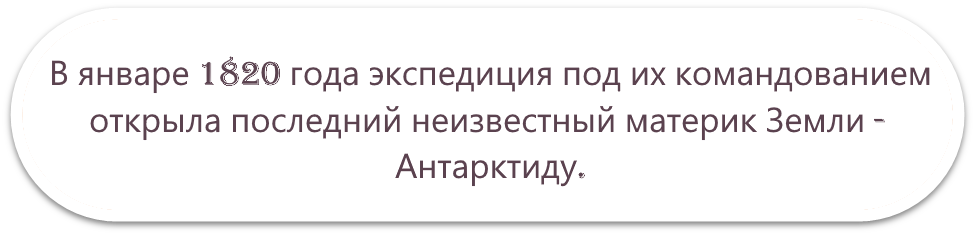 В январе 1820 года экспедиция под их командованием
открыла последний неизвестный материк Земли -
Антарктиду.